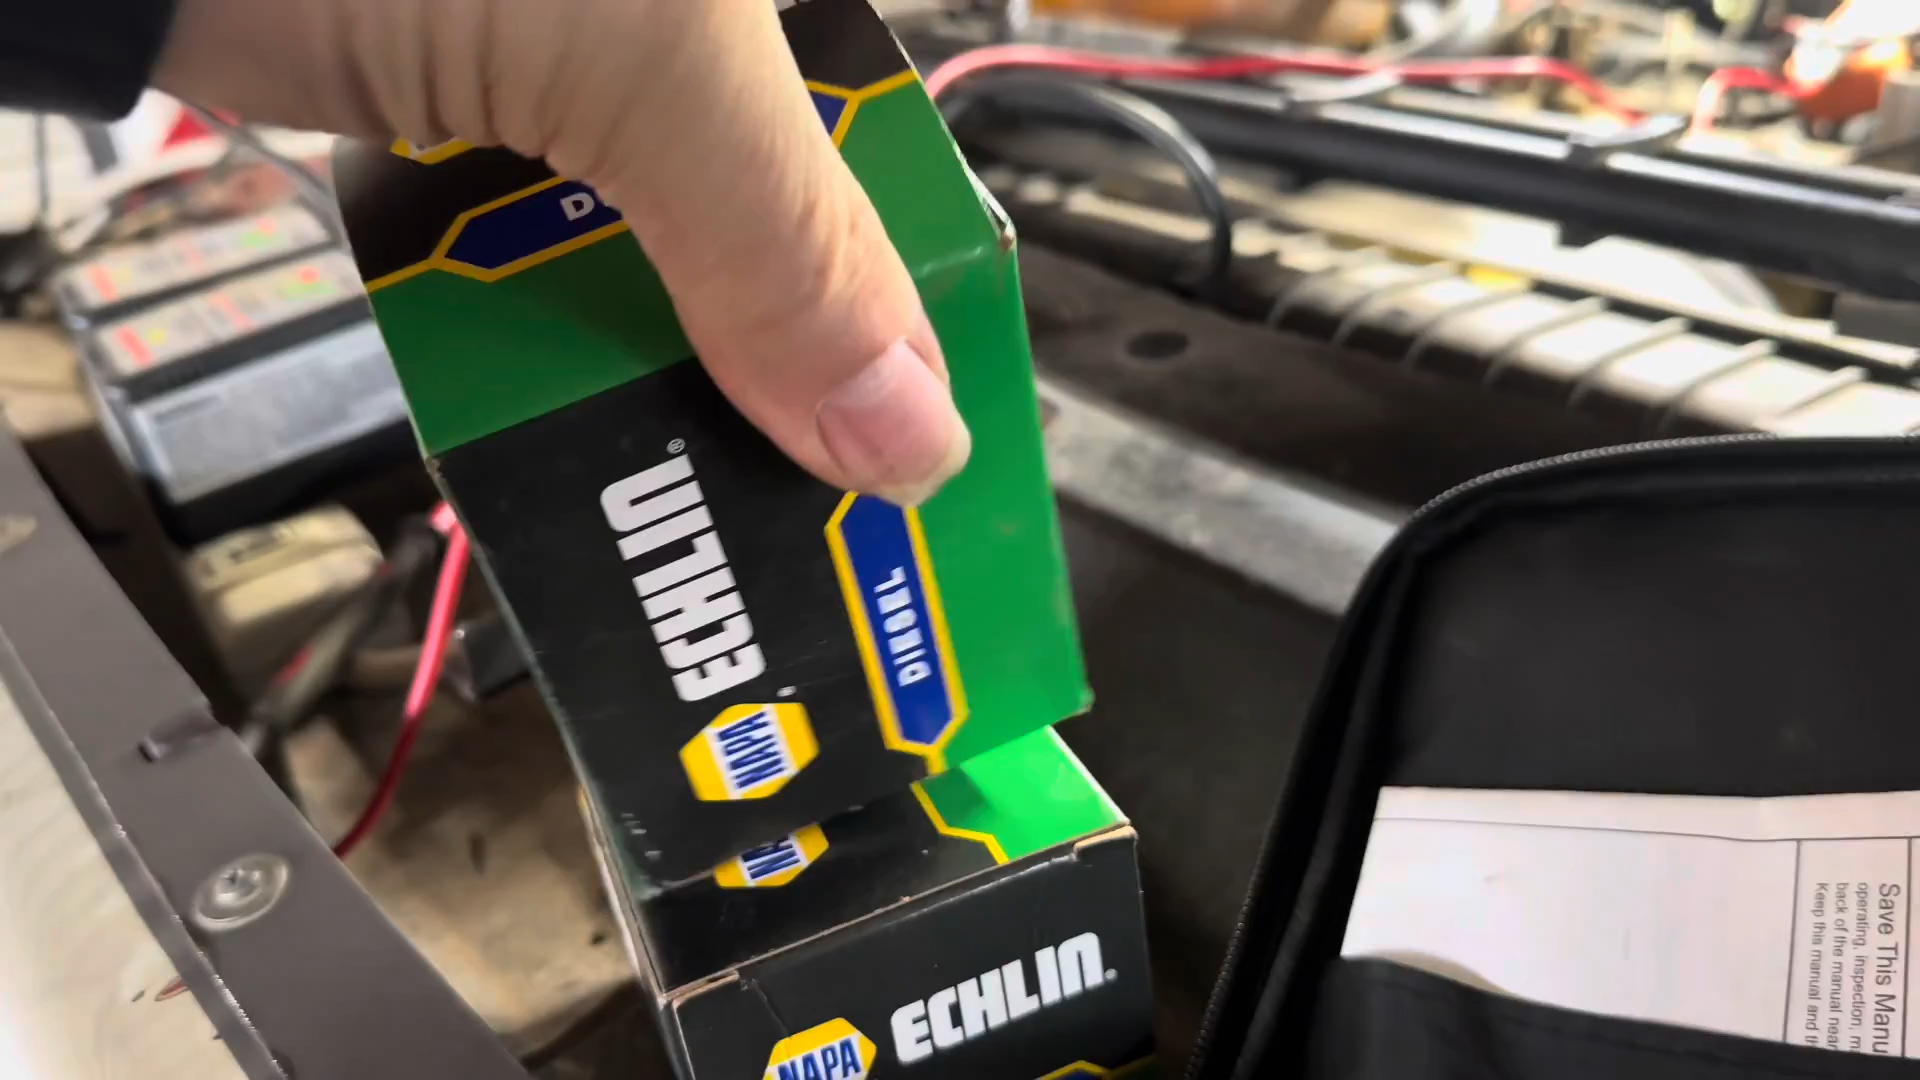 D
ECHLIN®
NAPA
DIESEL
NAPA
ECHLIN.
NAPA
Save This Manu
operating, inspection, m
back of the manual near
Keep this manual and th